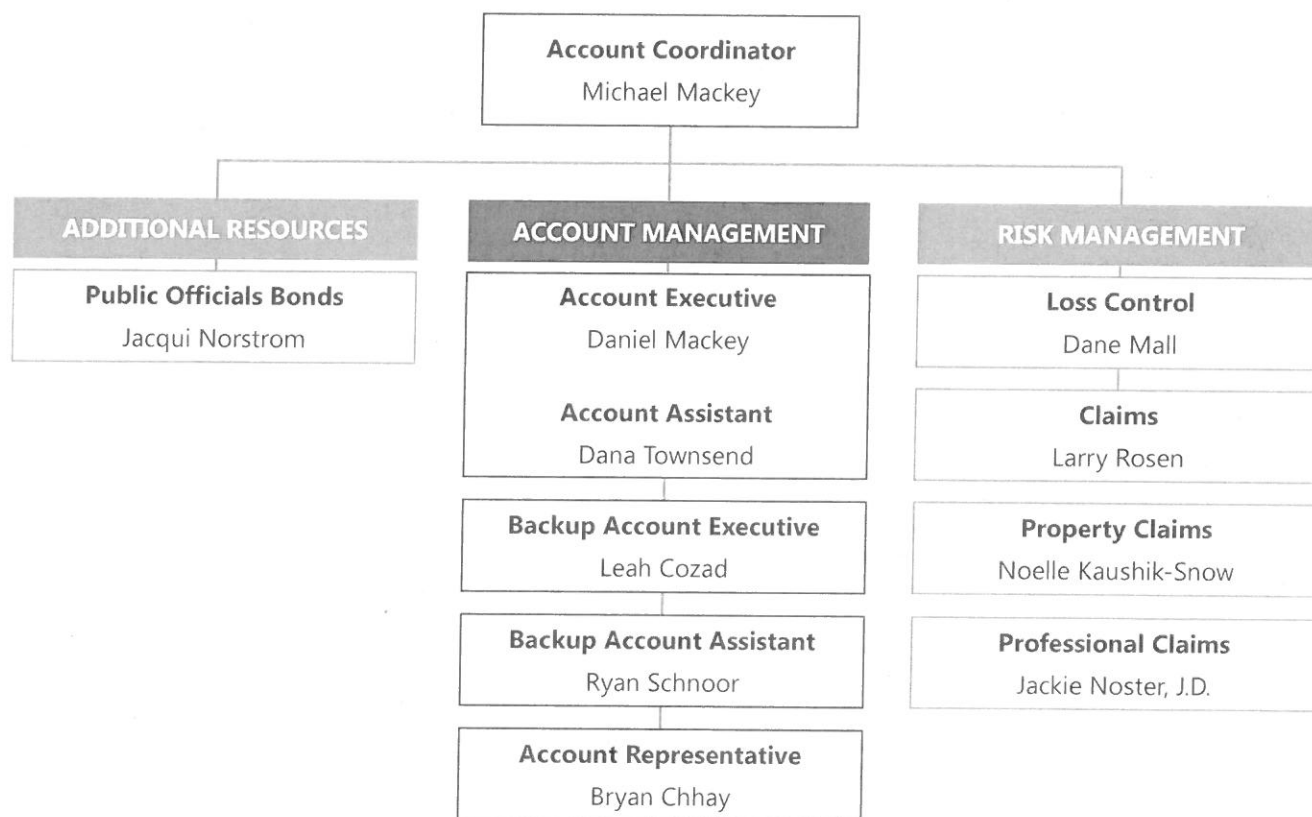 Account Coordinator
Michael Mackey
ADDITIONAL RESOURCES
Public Officials Bonds
Jacqui Norstrom
ACCOUNT MANAGEMENT
Account Executive
Daniel Mackey
Account Assistant
Dana Townsend
Backup Account Executive
Leah Cozad
Backup Account Assistant
Ryan Schnoor
Account Representative
Bryan Chhay
RISK MANAGEMENT
Loss Control
Dane Mall
Claims
Larry Rosen
Property Claims
Noelle Kaushik-Snow
Professional Claims
Jackie Noster, J.D.